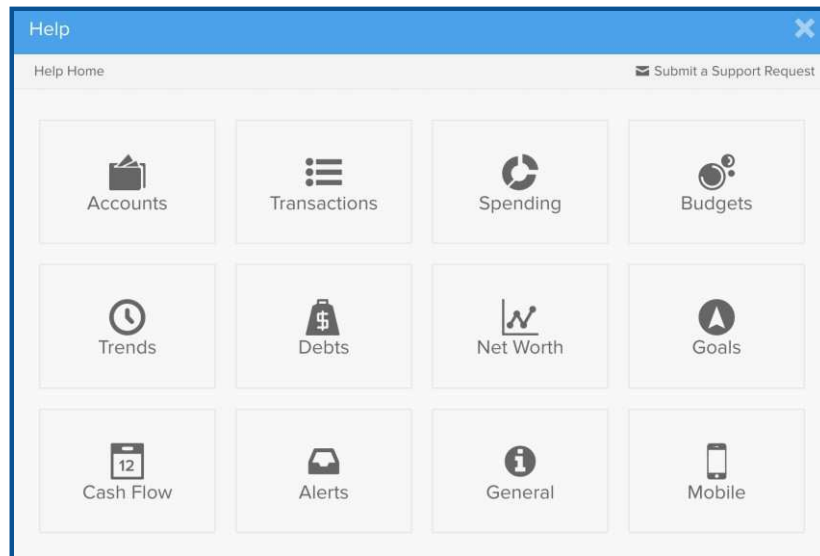 Help
Help Home
Submit a Support Request
Accounts
Transactions
Spending
Budgets
Trends
$
Debts
Net Worth
Goals
12
Cash Flow
Alerts
General
Mobile